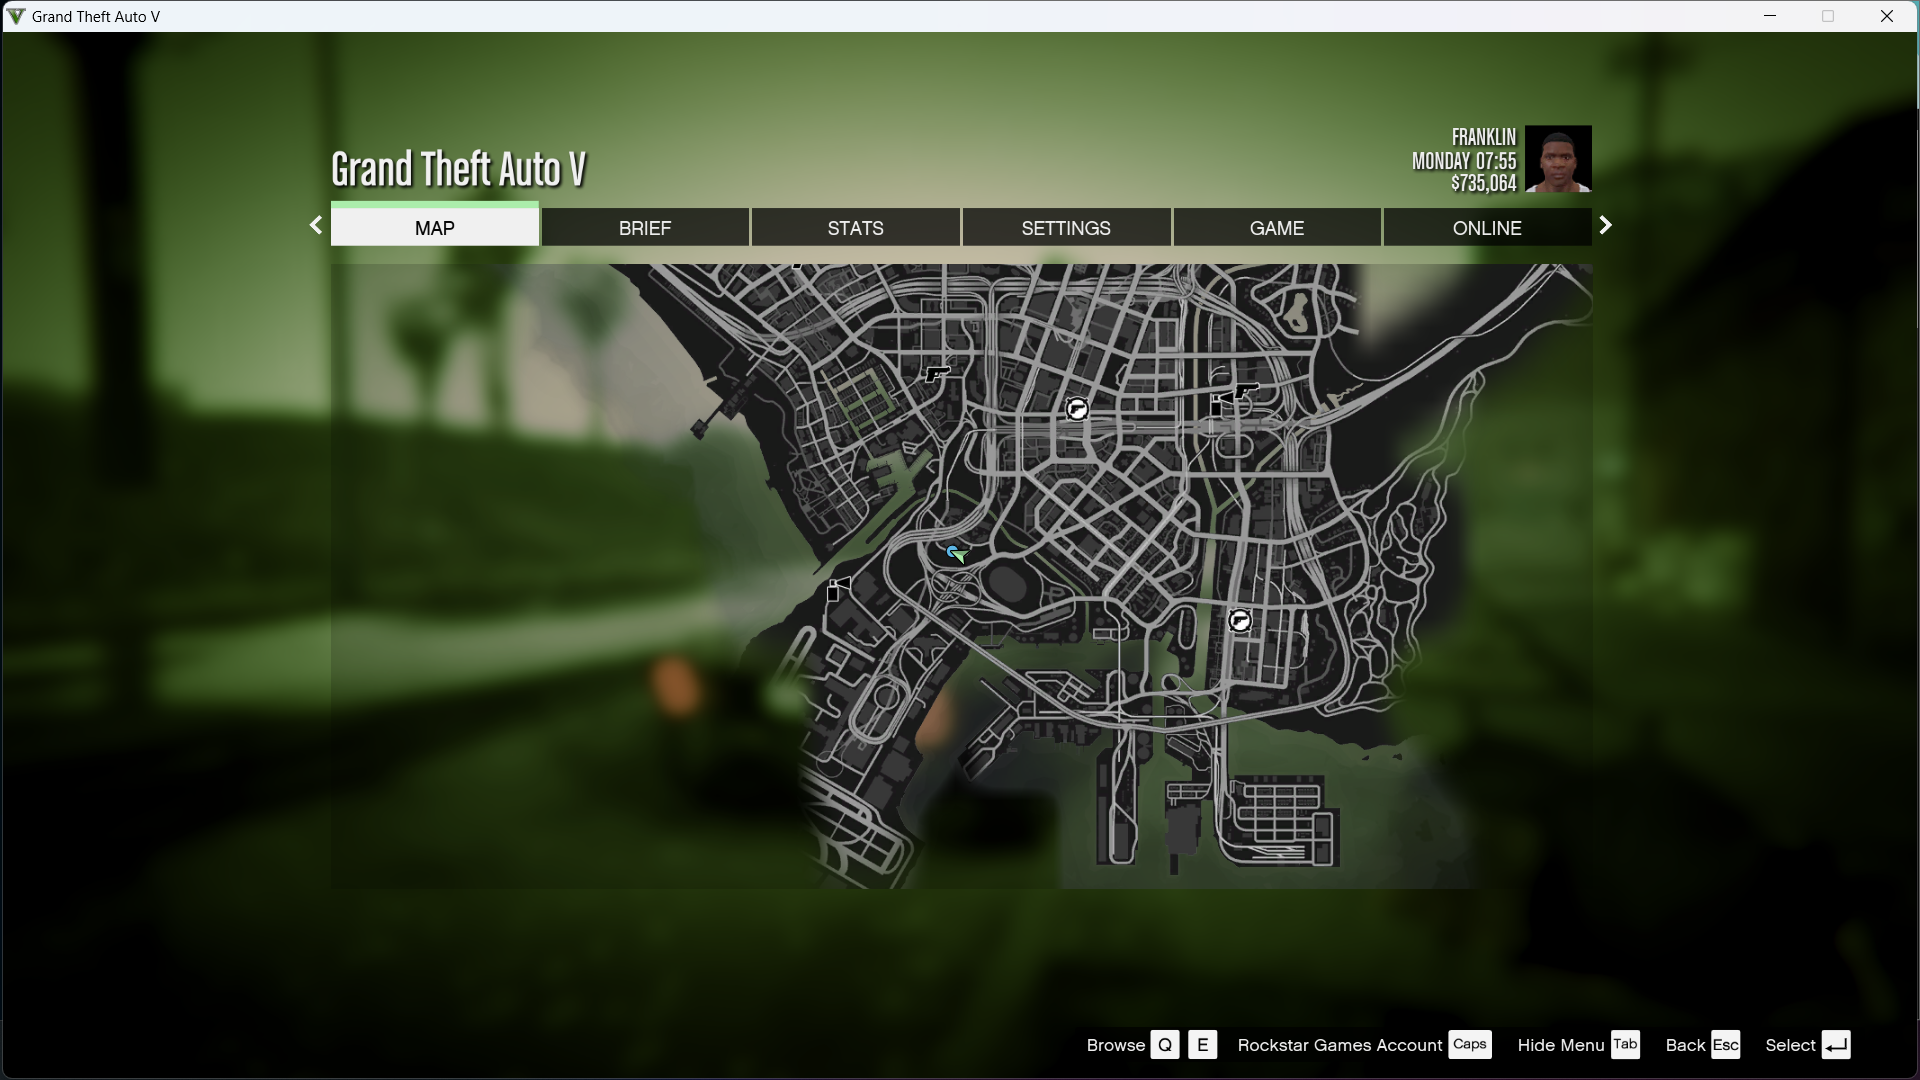 Grand Theft Auto V
FRANKLIN
MONDAY 07:55
$735,064
Grand Theft Auto V
MAP
BRIEF
STATS
SETTINGS
GAME
ONLINE
Browse Q E Rockstar Games Account Caps Hide Menu Tab Back Esc Select